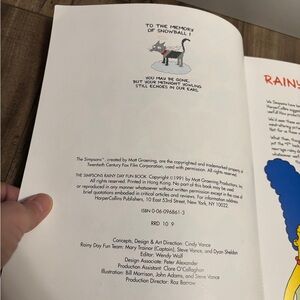 TO THE MEMORY
OF SNOWBALL I
YOU MAY BE GONE,
BUT YOUR MIDNIGHT YOWLING
STILL ECHOES IN OUR EARS.
The Simpsons, created by Matt Groening, are the copyrighted and trademarked property of
Twentieth Century Fox Film Corporation, used with permission. All rights reserved.
THE SIMPSONS RAINY DAY FUN BOOK. Copyright ©1991 by Matt Groening Productions, Inc.
All rights reserved. Printed in Hong Kong. No part of this book may be used
or reproduced in any manner whatsoever without written permission except in the case of
brief quotations embodied in critical articles and reviews. For information address
HarperCollins Publishers, 10 East 53rd Street, New York, NY 10022
ISBN 0-06-096861-3
RRD 10 9
Concepts, Design & Art Direction: Cindy Vance
Rainy Day Fun Team: Mary Trainor (Captain), Steve Vance, and Dyan Sheldon
Editor: Wendy Wolf
Design Associate: Peter Alexander
Production Assistant: Clare O'Callaghan
Illustration: Bill Morrison, John Adams, and Steve Vance
Production Director: Roz Barrow
RAINY